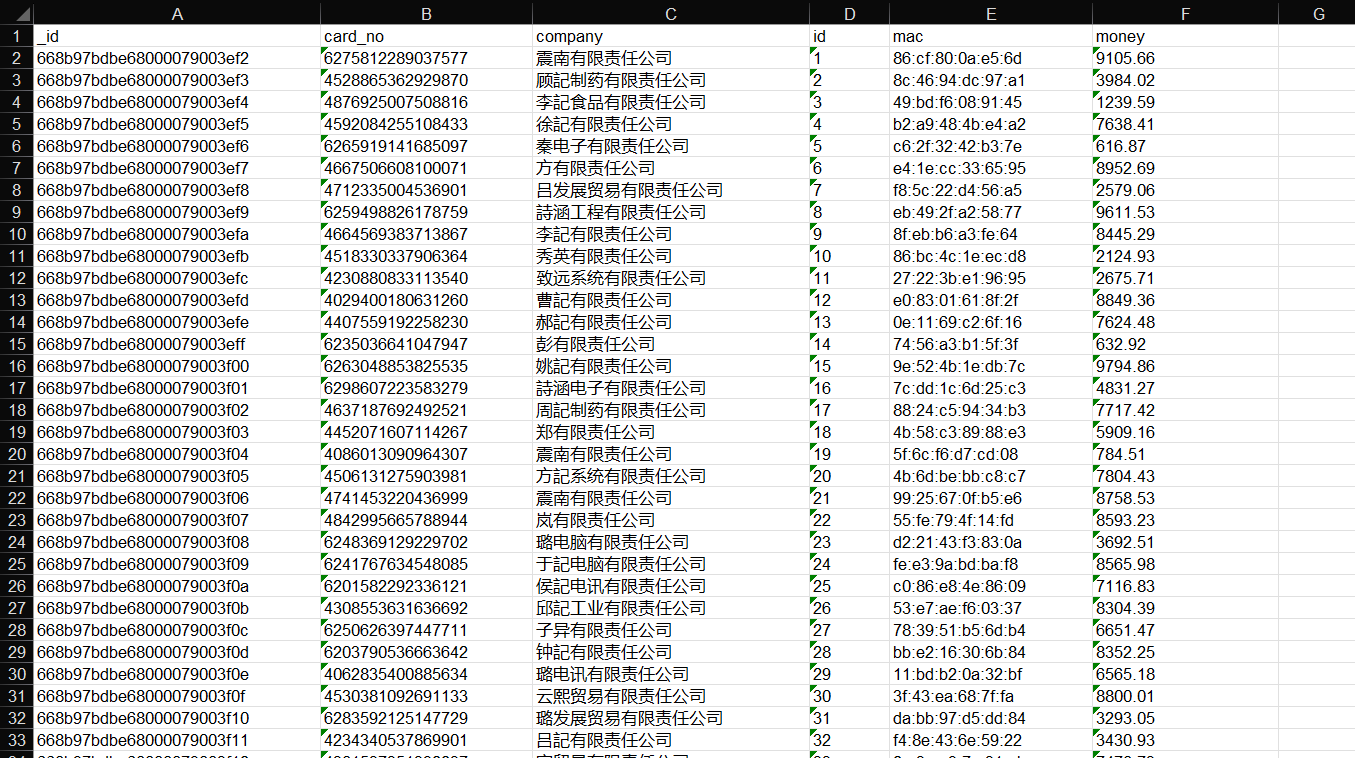 A B C D E F G
1 _id card_no company id mac money
2 668b97bdbe68000079003ef2 6275812289037577 震南有限责任公司 1 86:cf:80:0a:e5:6d 9105.66
3 668b97bdbe68000079003ef3 4528865362929870 顾記制药有限责任公司 2 8c:46:94:dc:97:a1 3984.02
4 668b97bdbe68000079003ef4 4876925007508816 李記食品有限责任公司 3 49:bd:f6:08:91:45 1239.59
5 668b97bdbe68000079003ef5 4592084255108433 徐記有限责任公司 4 b2:a9:48:4b:e4:a2 7638.41
6 668b97bdbe68000079003ef6 6265919141685097 秦电子有限责任公司 5 c6:2f:32:42:b3:7e 616.87
7 668b97bdbe68000079003ef7 4667506608100071 方有限责任公司 6 e4:1e:cc:33:65:95 8952.69
8 668b97bdbe68000079003ef8 4712335004536901 吕发展贸易有限责任公司 7 f8:5c:22:d4:56:a5 2579.06
9 668b97bdbe68000079003ef9 6259498826178759 詩涵工程有限责任公司 8 eb:49:2f:a2:58:77 9611.53
10 668b97bdbe68000079003efa 4664569383713867 李記有限责任公司 9 8f:eb:b6:a3:fe:64 8445.29
11 668b97bdbe68000079003efb 4518330337906364 秀英有限责任公司 10 86:bc:4c:1e:ec:d8 2124.93
12 668b97bdbe68000079003efc 4230880833113540 致远系统有限责任公司 11 27:22:3b:e1:96:95 2675.71
13 668b97bdbe68000079003efd 4029400180631260 曹記有限责任公司 12 e0:83:01:61:8f:2f 8849.36
14 668b97bdbe68000079003efe 4407559192258230 郝記有限责任公司 13 0e:11:69:c2:6f:16 7624.48
15 668b97bdbe68000079003eff 6235036641047947 彭有限责任公司 14 74:56:a3:b1:5f:3f 632.92
16 668b97bdbe68000079003f00 6263048853825535 姚記有限责任公司 15 9e:52:4b:1e:db:7c 9794.86
17 668b97bdbe68000079003f01 6298607223583279 詩涵电子有限责任公司 16 7c:dd:1c:6d:25:c3 4831.27
18 668b97bdbe68000079003f02 4637187692492521 周記制药有限责任公司 17 88:24:c5:94:34:b3 7717.42
19 668b97bdbe68000079003f03 4452071607114267 郑有限责任公司 18 4b:58:c3:89:88:e3 5909.16
20 668b97bdbe68000079003f04 4086013090964307 震南有限责任公司 19 5f:6c:f6:d7:cd:08 784.51
21 668b97bdbe68000079003f05 4506131275903981 方記系统有限责任公司 20 4b:6d:be:bb:c8:c7 7804.43
22 668b97bdbe68000079003f06 4741453220436999 震南有限责任公司 21 99:25:67:0f:b5:e6 8758.53
23 668b97bdbe68000079003f07 4842995665788944 岚有限责任公司 22 55:fe:79:4f:14:fd 8593.23
24 668b97bdbe68000079003f08 6248369129229702 璐电脑有限责任公司 23 d2:21:43:f3:83:0a 3692.51
25 668b97bdbe68000079003f09 6241767634548085 于記电脑有限责任公司 24 fe:e3:9a:bd:ba:f8 8565.98
26 668b97bdbe68000079003f0a 6201582292336121 侯記电讯有限责任公司 25 c0:86:e8:4e:86:09 7116.83
27 668b97bdbe68000079003f0b 4308553631636692 邱記工业有限责任公司 26 53:e7:ae:f6:03:37 8304.39
28 668b97bdbe68000079003f0c 6250626397447711 子异有限责任公司 27 78:39:51:b5:6d:b4 6651.47
29 668b97bdbe68000079003f0d 6203790536663642 钟記有限责任公司 28 bb:e2:16:30:6b:84 8352.25
30 668b97bdbe68000079003f0e 4062835400885634 璐电讯有限责任公司 29 11:bd:b2:0a:32:bf 6565.18
31 668b97bdbe68000079003f0f 4530381092691133 云熙贸易有限责任公司 30 3f:43:ea:68:7f:fa 8800.01
32 668b97bdbe68000079003f10 6283592125147729 璐发展贸易有限责任公司 31 da:bb:97:d5:dd:84 3293.05
33 668b97bdbe68000079003f11 4234340537869901 吕記有限责任公司 32 f4:8e:43:6e:59:22 3430.93